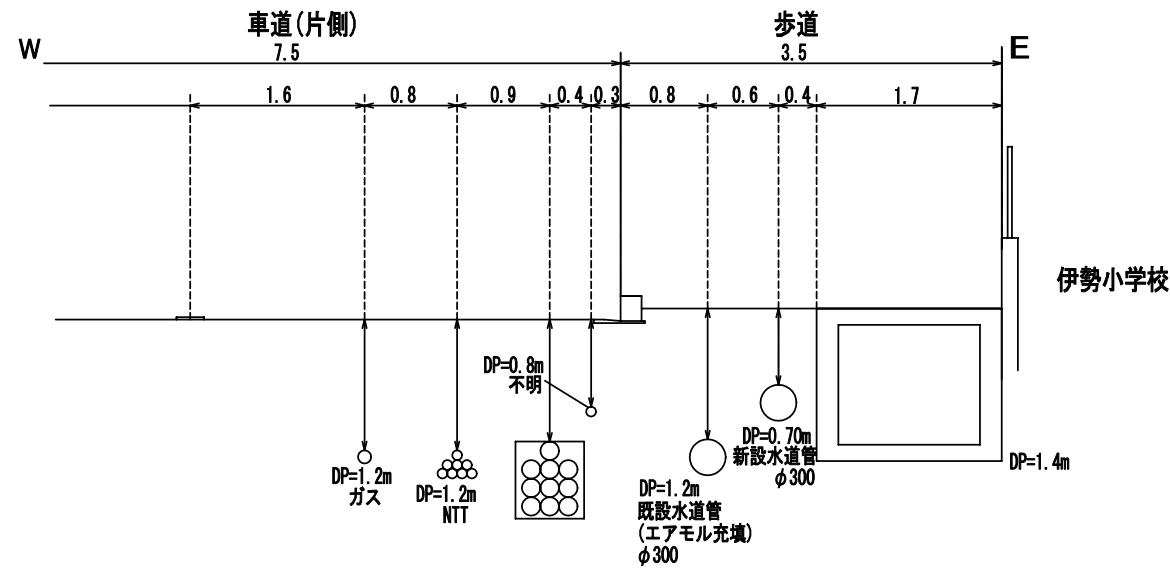 車道(片側)
歩道
W
7.5
3.5
E
1.6
0.8
0.9
0.4
0.3
0.8
0.6
0.4
1.7
伊勢小学校
DP=0.8m
不明
DP=1.2m
ガス
DP=1.2m
NTT
DP=0.70m
新設水道管
φ300
DP=1.4m
DP=1.2m
既設水道管
(エアモル充填)
φ300